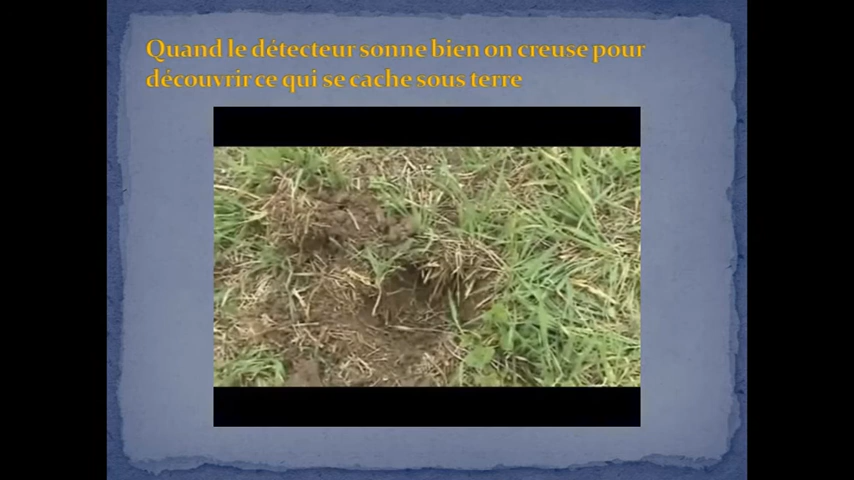 Quand le détecteur sonne bien on creuse pour
découvrir ce qui se cache sous terre